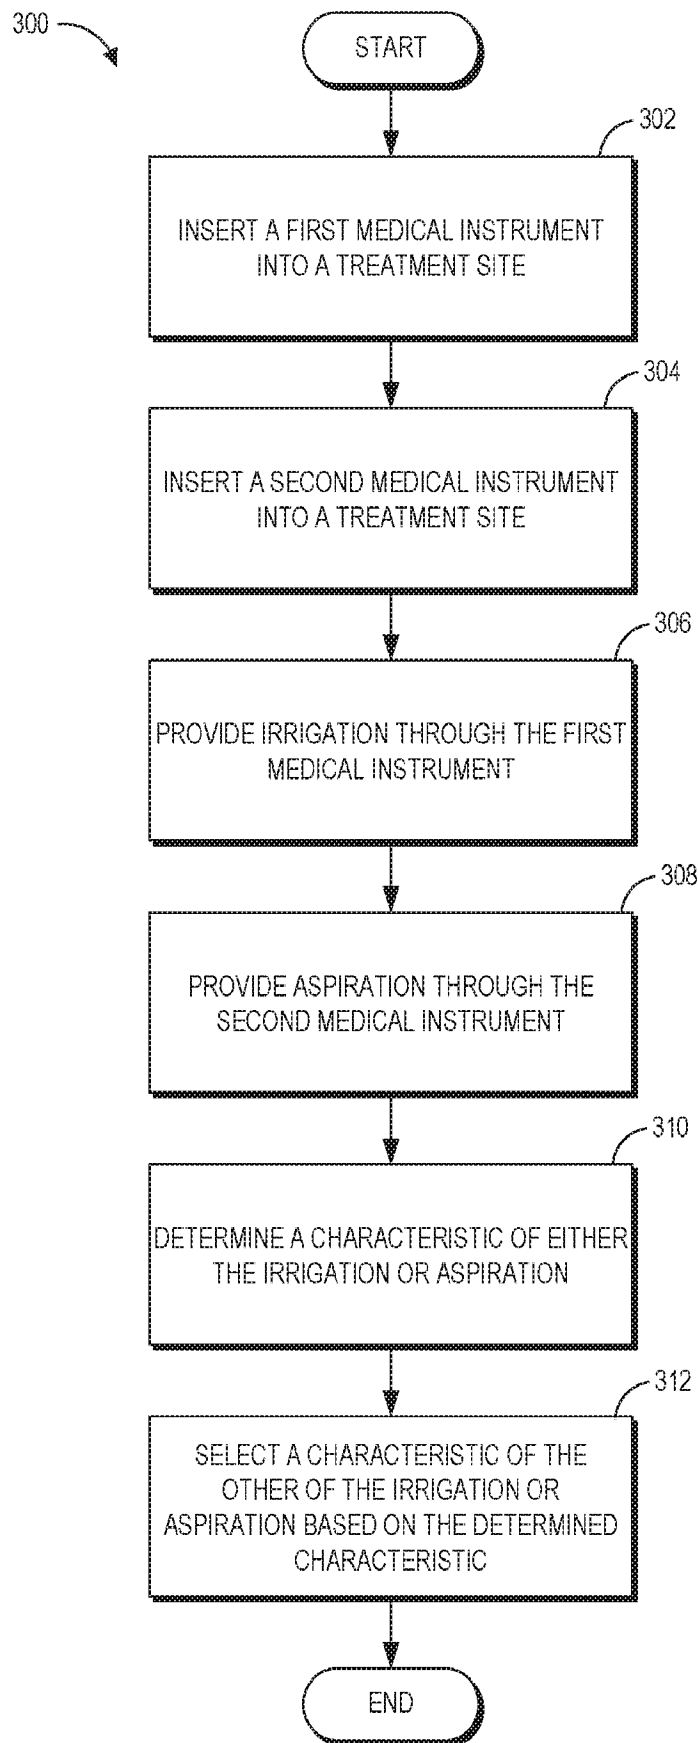 300
START
302
INSERT A FIRST MEDICAL INSTRUMENT
INTO A TREATMENT SITE
304
INSERT A SECOND MEDICAL INSTRUMENT
INTO A TREATMENT SITE
306
PROVIDE IRRIGATION THROUGH THE FIRST
MEDICAL INSTRUMENT
308
PROVIDE ASPIRATION THROUGH THE
SECOND MEDICAL INSTRUMENT
310
DETERMINE A CHARACTERISTIC OF EITHER
THE IRRIGATION OR ASPIRATION
312
SELECT A CHARACTERISTIC OF THE
OTHER OF THE IRRIGATION OR
ASPIRATION BASED ON THE DETERMINED
CHARACTERISTIC
END